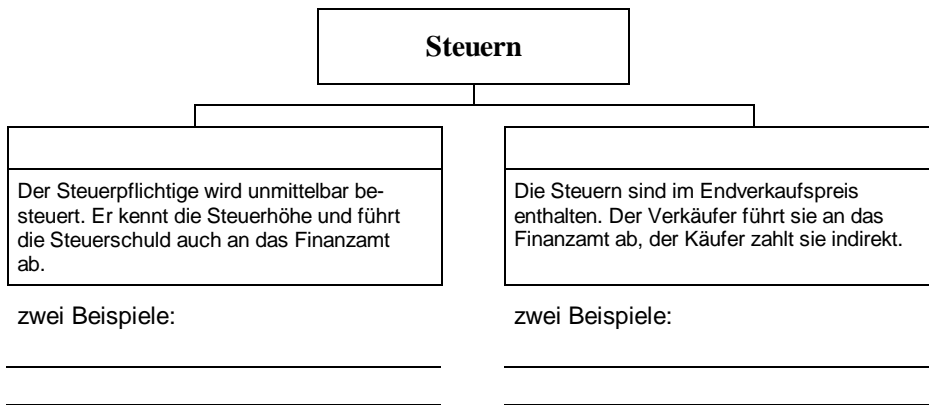 Steuern
Der Steuerpflichtige wird unmittelbar be-
steuert. Er kennt die Steuerhöhe und führt
die Steuerschuld auch an das Finanzamt
ab.
Die Steuern sind im Endverkaufspreis
enthalten. Der Verkäufer führt sie an das
Finanzamt ab, der Käufer zahlt sie indirekt.
zwei Beispiele:
zwei Beispiele: